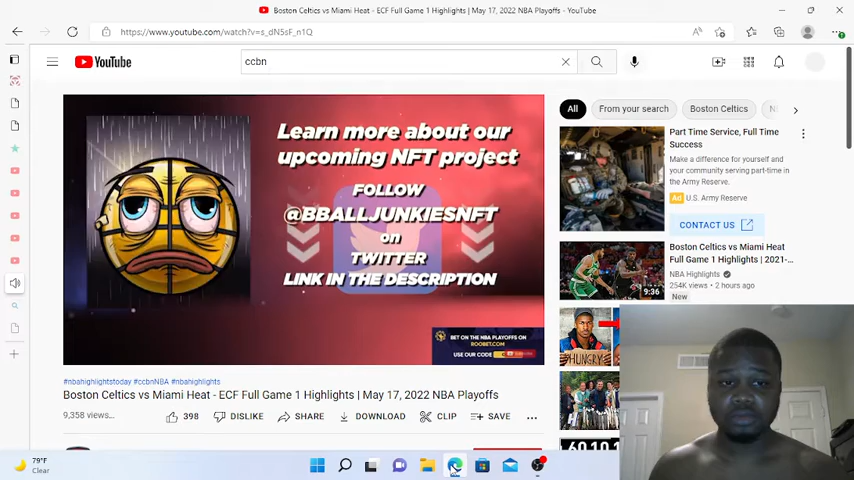 Boston Celtics vs Miami Heat - ECF Full Game 1 Highlights | May 17, 2022 NBA Playoffs - YouTube
https://www.youtube.com/watch?v=s_dN5sF_n1Q
YouTube
ccbn
Learn more about our
upcoming NFT project
FOLLOW
@BBALLJUNKIESNFT
on
TWITTER
LINK IN THE DESCRIPTION
BET ON THE NBA PLAYOFFS ON
ROOBET.COM
USE OUR CODE
#nbahighlightstoday #ccbnNBA #nbahighlights
Boston Celtics vs Miami Heat - ECF Full Game 1 Highlights | May 17, 2022 NBA Playoffs
9,358 views...
398
DISLIKE
SHARE
DOWNLOAD
CLIP
SAVE
All
From your search
Boston Celtics
Part Time Service, Full Time
Success
Make a difference for yourself and
your community serving part-time in
the Army Reserve.
Ad U.S. Army Reserve
CONTACT US
Boston Celtics vs Miami Heat
Full Game 1 Highlights | 2021-...
NBA Highlights
254K views • 2 hours ago
New
9:36
HUNGRY
79°F
Clear